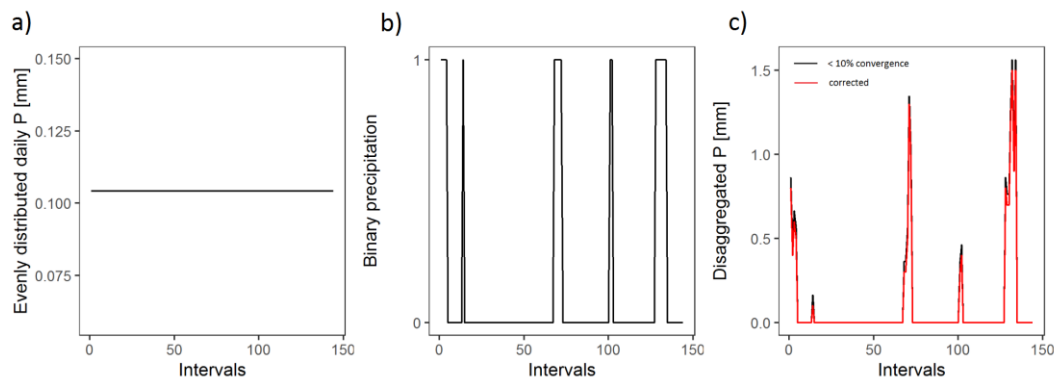 a)
Evenly distributed daily P [mm]
0.150
0.125
0.100
0.075
0
50
100
150
Intervals
b)
Binary precipitation
1
0
0
50
100
150
Intervals
c)
Disaggregated P [mm]
< 10% convergence
corrected
1.5
1.0
0.5
0.0
0
50
100
150
Intervals